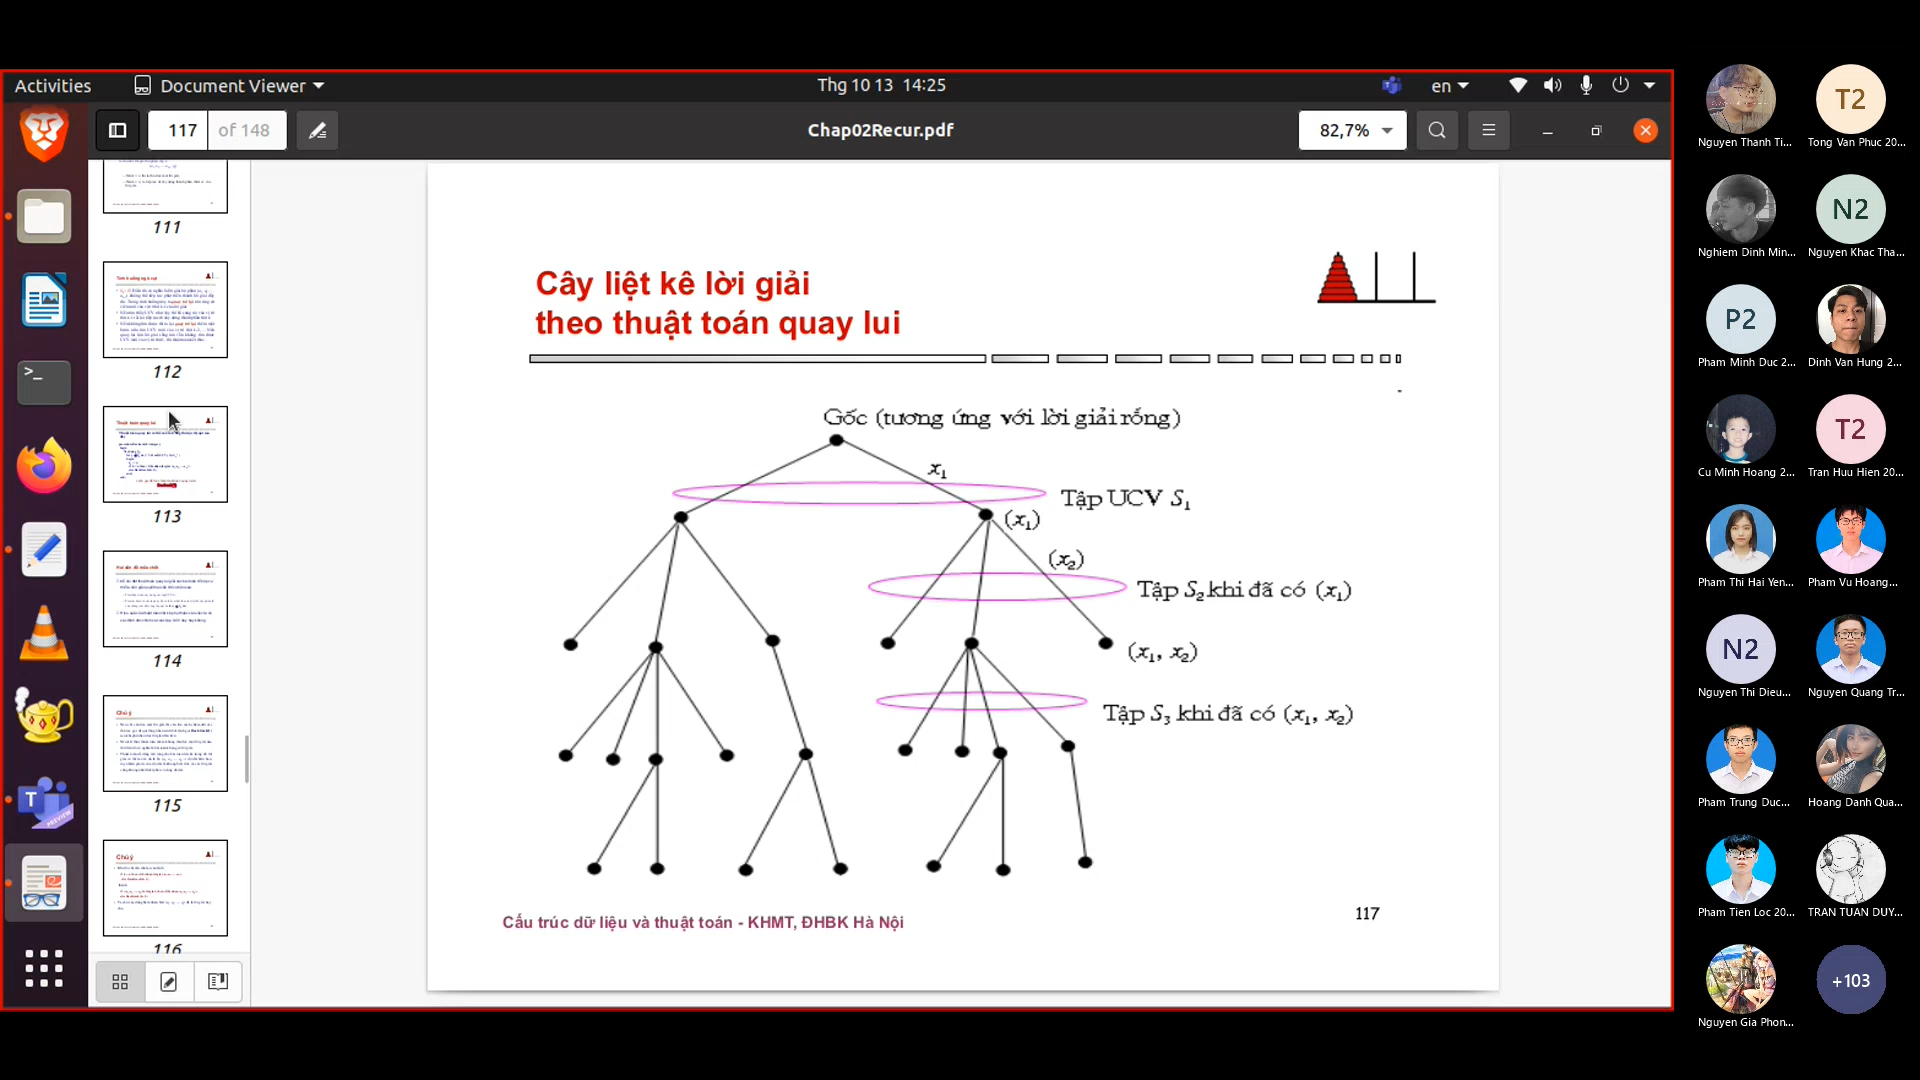 Activities
Document Viewer
Thg 10 13 14:25
en
117 of 148
Chap02Recur.pdf
82,7%
111
112
Thuật toán quay lui
113
114
Chú ý
115
Chú ý
116
Cây liệt kê lời giải
theo thuật toán quay lui
Gốc (tương ứng với lời giải rỗng)
x1
Tập UCV S1
(x1)
(x2)
Tập S2 khi đã có (x1)
(x1, x2)
Tập S3 khi đã có (x1, x2)
Cấu trúc dữ liệu và thuật toán - KHMT, ĐHBK Hà Nội
117
T2
Nguyen Thanh Ti...
Tong Van Phuc 20...
N2
Nghiem Dinh Min...
Nguyen Khac Tha...
P2
Pham Minh Duc 2...
Dinh Van Hung 2...
T2
Cu Minh Hoang 2...
Tran Huu Hien 20...
Pham Thi Hai Yen...
Pham Vu Hoang...
N2
Nguyen Thi Dieu...
Nguyen Quang Tr...
Pham Trung Duc...
Hoang Danh Qua...
Pham Tien Loc 20...
TRAN TUAN DUY...
+103
Nguyen Gia Phon...